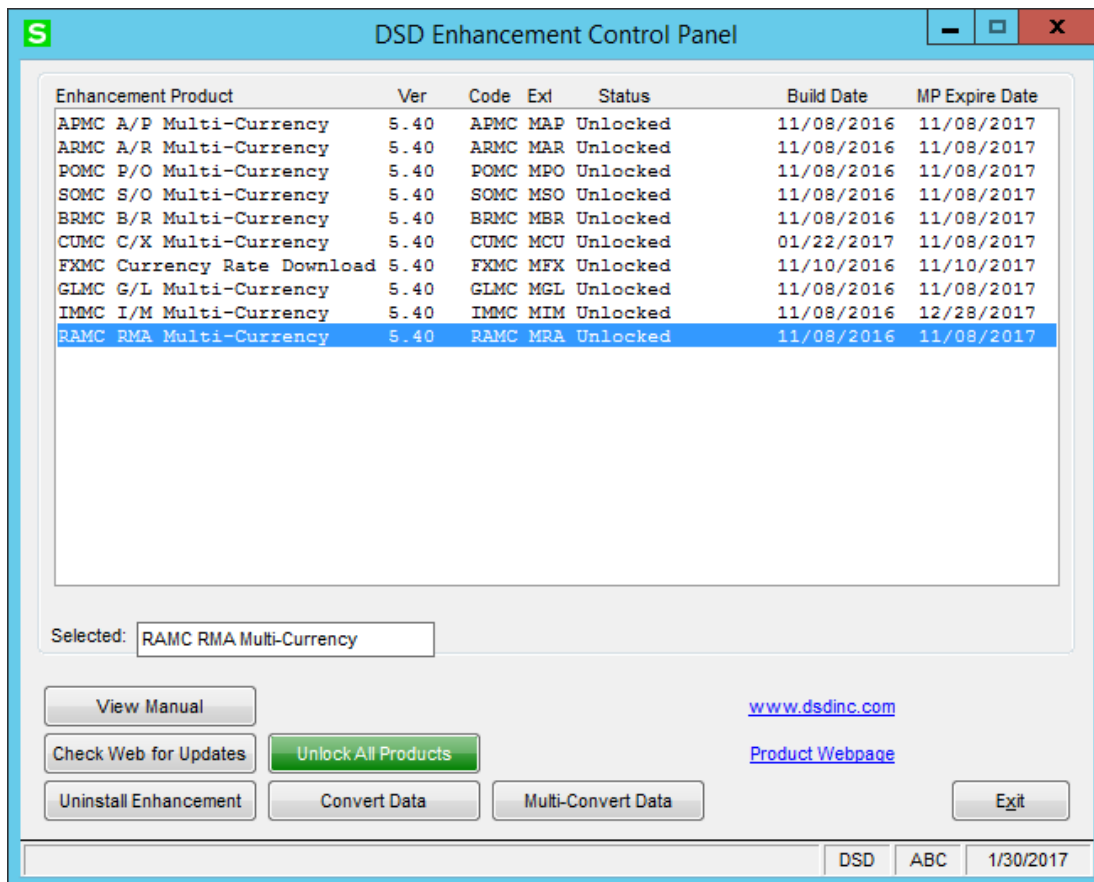 S DSD Enhancement Control Panel
Enhancement Product Ver Code Ext Status Build Date MP Expire Date
APMC A/P Multi-Currency 5.40 APMC MAP Unlocked 11/08/2016 11/08/2017
ARMC A/R Multi-Currency 5.40 ARMC MAR Unlocked 11/08/2016 11/08/2017
POMC P/O Multi-Currency 5.40 POMC MPO Unlocked 11/08/2016 11/08/2017
SOMC S/O Multi-Currency 5.40 SOMC MSO Unlocked 11/08/2016 11/08/2017
BRMC B/R Multi-Currency 5.40 BRMC MBR Unlocked 11/08/2016 11/08/2017
CUMC C/X Multi-Currency 5.40 CUMC MCU Unlocked 01/22/2017 11/08/2017
FXMC Currency Rate Download 5.40 FXMC MFX Unlocked 11/10/2016 11/10/2017
GLMC G/L Multi-Currency 5.40 GLMC MGL Unlocked 11/08/2016 11/08/2017
IMMC I/M Multi-Currency 5.40 IMMC MIM Unlocked 11/08/2016 12/28/2017
RAMC RMA Multi-Currency 5.40 RAMC MRA Unlocked 11/08/2016 11/08/2017
Selected: RAMC RMA Multi-Currency
View Manual www.dsdinc.com
Check Web for Updates Unlock All Products Product Webpage
Uninstall Enhancement Convert Data Multi-Convert Data Exit
DSD ABC 1/30/2017